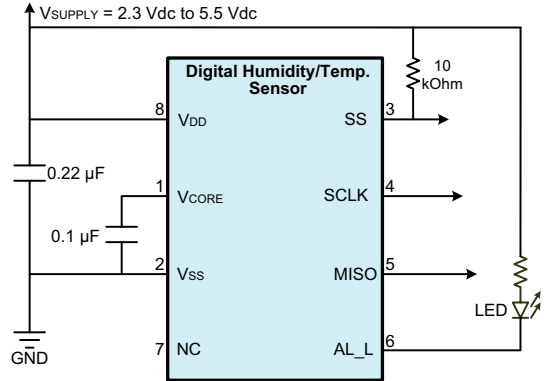 VSUPPLY = 2.3 Vdc to 5.5 Vdc
Digital Humidity/Temp.
Sensor
10
kOhm
8
VDD
SS
3
0.22 µF
1
VCORE
SCLK
4
0.1 µF
2
VSS
MISO
5
LED
GND
7
NC
AL_L
6